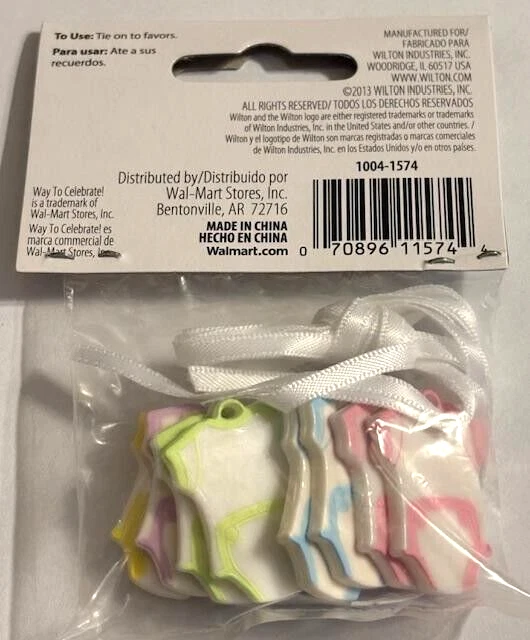 To Use: Tie on to favors.
Para usar: Ate a sus
recuerdos.
MANUFACTURED FOR/
FABRICADO PARA
WILTON INDUSTRIES, INC.
WOODRIDGE, IL 60517 USA
WWW.WILTON.COM
©2013 WILTON INDUSTRIES, INC.
ALL RIGHTS RESERVED/ TODOS LOS DERECHOS RESERVADOS
Wilton and the Wilton logo are either registered trademarks or trademarks
of Wilton Industries, Inc. in the United States and/or other countries. /
Wilton y el logotipo de Wilton son marcas registradas o marcas comerciales
de Wilton Industries, Inc. en los Estados Unidos y/o en otros países.
Way To Celebrate!
is a trademark of
Wal-Mart Stores, Inc.
Way To Celebrate! es
marca commercial de
Wal-Mart Stores, Inc.
Distributed by/Distribuido por
Wal-Mart Stores, Inc.
Bentonville, AR 72716
MADE IN CHINA
HECHO EN CHINA
Walmart.com
1004-1574
0 70896 11574 4